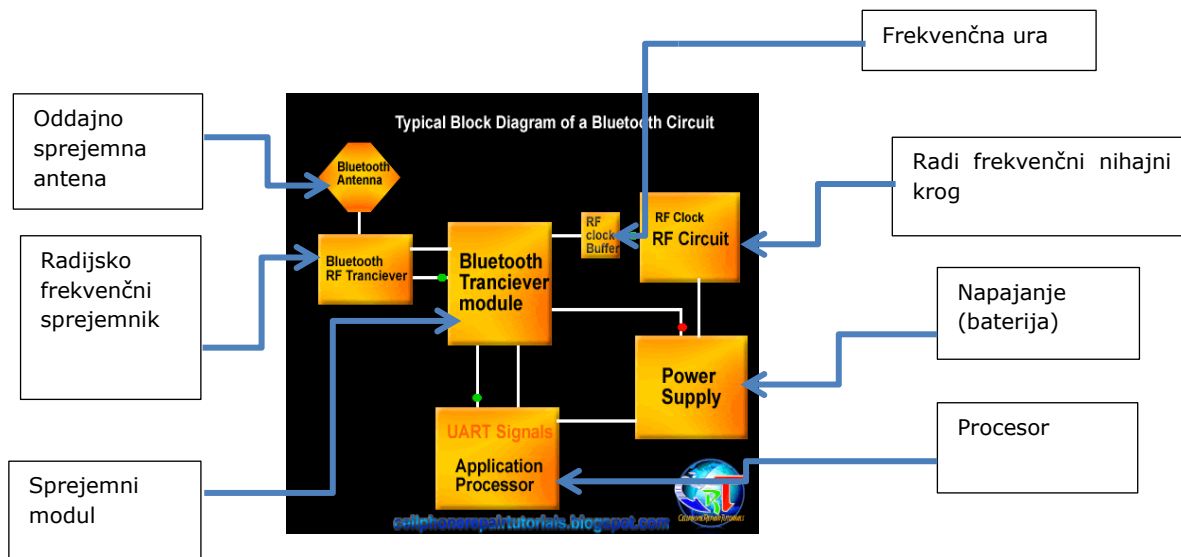 Frekvenčna ura
Oddajno
sprejemna
antena
Radi frekvenčni nihajni
krog
Radijsko
frekvenčni
sprejemnik
Napajanje
(baterija)
Procesor
Sprejemni
modul
Typical Block Diagram of a Bluetooth Circuit
Bluetooth
Antenna
Bluetooth
RF Tranciever
Bluetooth
Tranciever
module
RF
clock
Buffer
RF Clock
RF Circuit
Power
Supply
UART Signals
Application
Processor
cellphonerepairtutorials.blogspot.com
CellphoneRepairTutorials